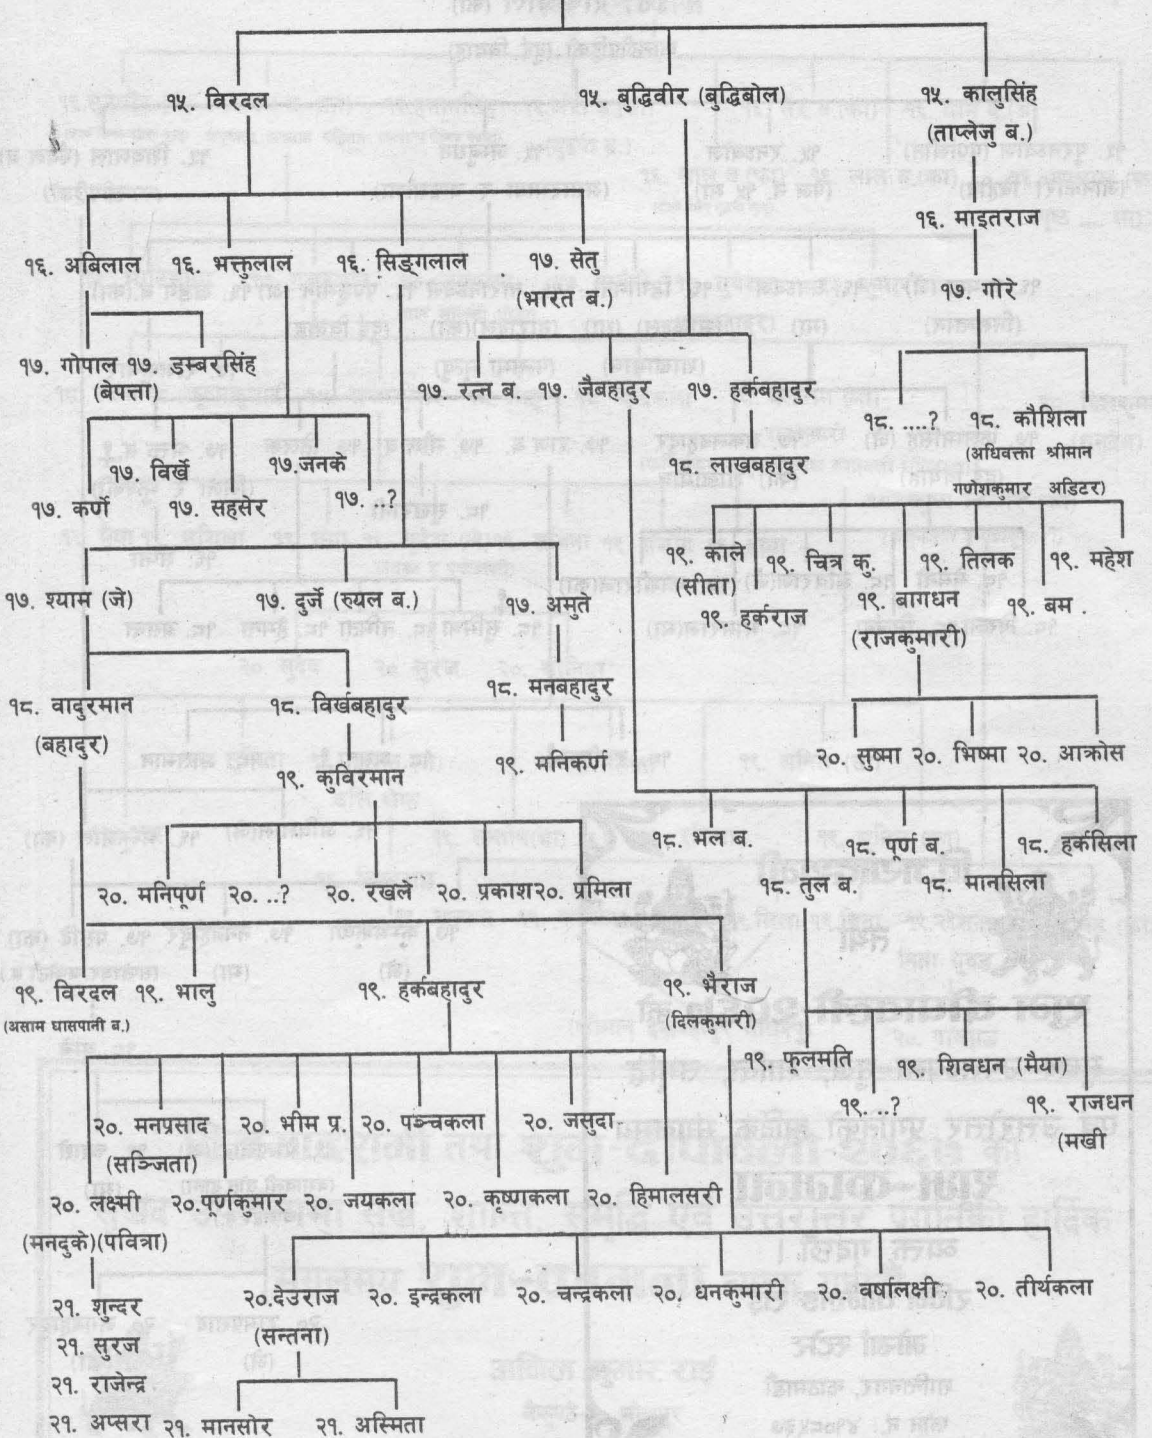 १५. विरदल १५. बुद्धिवीर (बुद्धिबोल) १५. कालुसिंह
(ताप्लेजु ब.)
१६. माइतराज
१६. अबिलाल १६. भक्तुलाल १६. सिङ्गलाल १७. सेतु
(भारत ब.)
१७. गोरे
१७. गोपाल १७. डम्बरसिंह
(बेपत्ता)
१७. रत्न ब. १७. जैबहादुर १७. हर्कबहादुर
१८. ....? १८. कौशिला
(अधिवक्ता श्रीमान
गणेशकुमार अडिटर)
१७. विर्खे १७.जनके
१८. लाखबहादुर
१७. कर्णे १७. सहसेर १७. ..?
१९. काले १९. चित्र कु. १९. तिलक १९. महेश
(सीता)
१९. हर्कराज १९. बागधन १९. बम .
(राजकुमारी)
१७. श्याम (जे) १७. दुर्जे (रुयल ब.) १७. अमुते
१८. वादुरमान १८. विर्खबहादुर १८. मनबहादुर
(बहादुर)
२०. सुष्मा २०. भिष्मा २०. आक्रोस
१९. कुविरमान १९. मनिकर्ण
१८. भल ब. १८. पूर्ण ब. १८. हर्कसिला
१८. तुल ब. १८. मानसिला
२०. मनिपूर्ण २०. ..? २०. रखले २०. प्रकाश२०. प्रमिला
१९. विरदल १९. भालु १९. हर्कबहादुर १९. भैराज
(असाम घासपानी ब.) (दिलकुमारी)
१९. फूलमति १९. शिवधन (मैया)
१९. ..? १९. राजधन
(मखी
२०. मनप्रसाद २०. भीम प्र. २०. पञ्चकला २०. जसुदा
(सञ्जिता)
२०. लक्ष्मी २०.पूर्णकुमार २०. जयकला २०. कृष्णकला २०. हिमालसरी
(मनदुके)(पवित्रा)
२१. शुन्दर
२१. सुरज
२१. राजेन्द्र
२१. अप्सरा
२०.देउराज २०. इन्द्रकला २०. चन्द्रकला २०. धनकुमारी २०. वर्षालक्षी २०. तीर्थकला
(सन्तना)
२१. मानसोर २१. अस्मिता